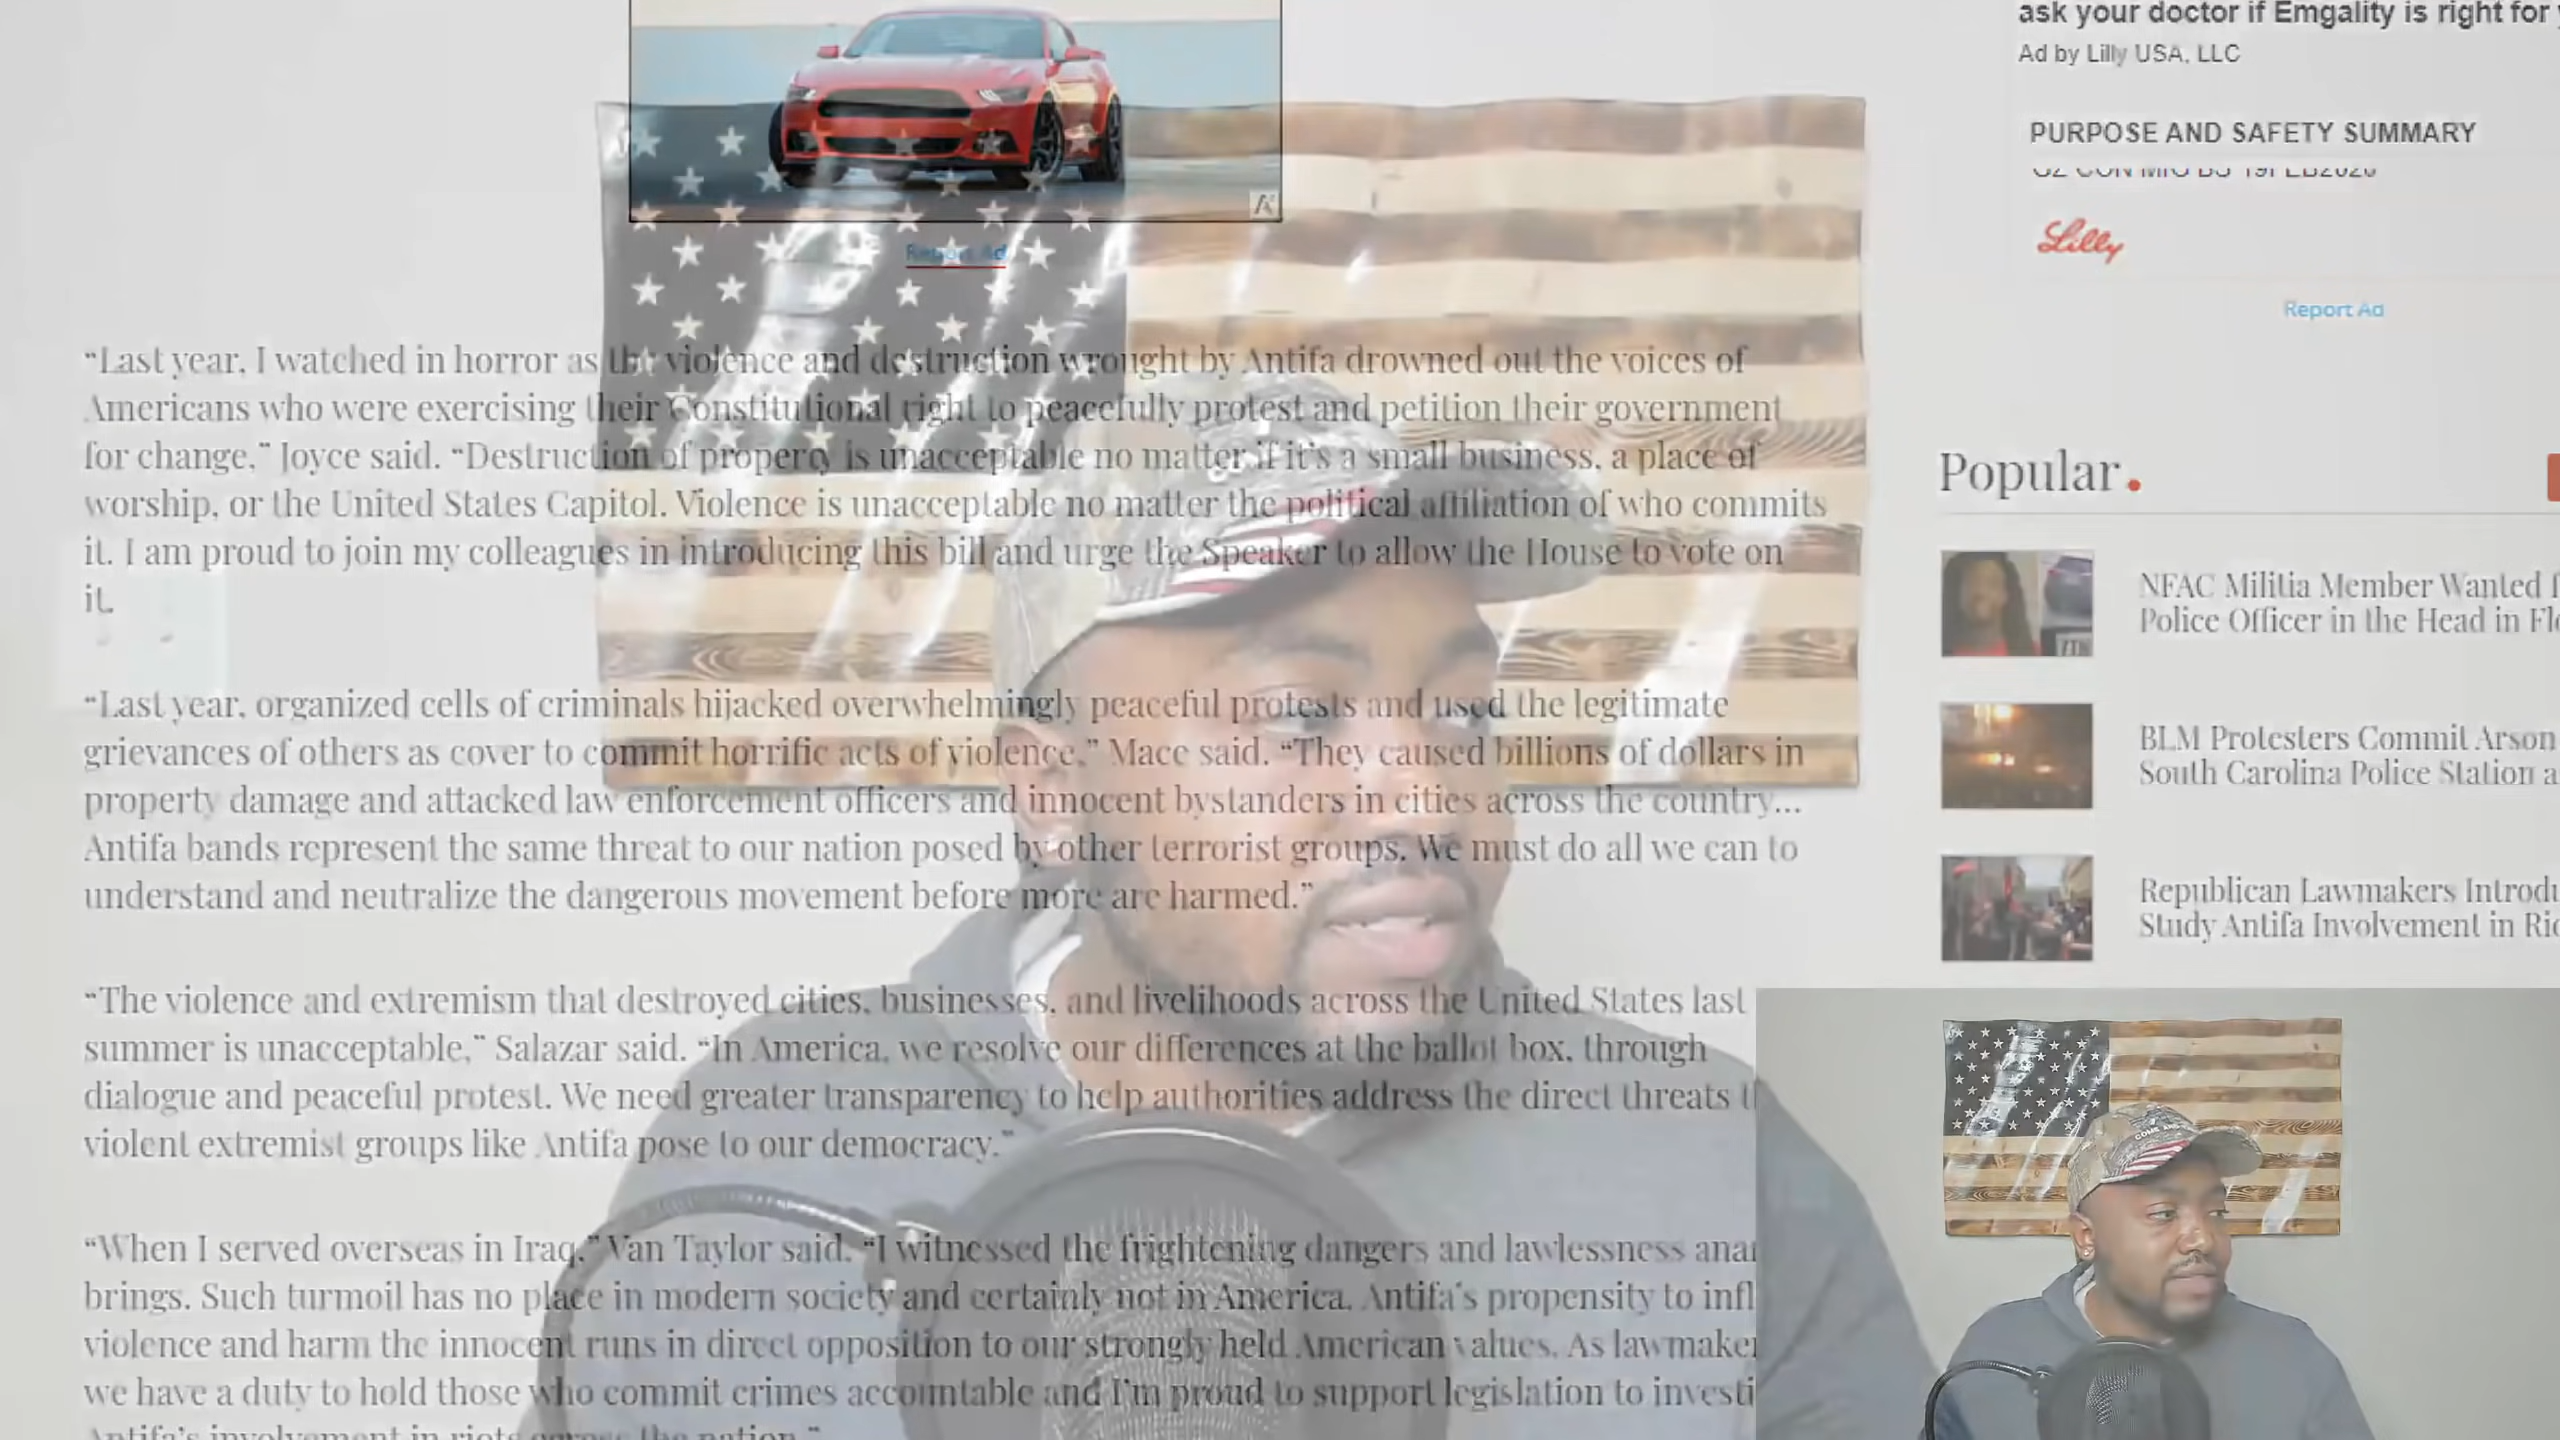 ask your doctor if Emgality is right for
Ad by Lilly USA, LLC
PURPOSE AND SAFETY SUMMARY
Lilly
Report Ad
Report Ad
“Last year, I watched in horror as the violence and destruction wrought by Antifa drowned out the voices of
Americans who were exercising their Constitutional right to peacefully protest and petition their government
for change,” Joyce said. “Destruction of property is unacceptable no matter if it's a small business, a place of
worship, or the United States Capitol. Violence is unacceptable no matter the political affiliation of who commits
it. I am proud to join my colleagues in introducing this bill and urge the Speaker to allow the House to vote on
it.
“Last year, organized cells of criminals hijacked overwhelmingly peaceful protests and used the legitimate
grievances of others as cover to commit horrific acts of violence,” Mace said. “They caused billions of dollars in
property damage and attacked law enforcement officers and innocent bystanders in cities across the country...
Antifa bands represent the same threat to our nation posed by other terrorist groups. We must do all we can to
understand and neutralize the dangerous movement before more are harmed.”
“The violence and extremism that destroyed cities, businesses, and livelihoods across the United States last
summer is unacceptable,” Salazar said. “In America, we resolve our differences at the ballot box, through
dialogue and peaceful protest. We need greater transparency to help authorities address the direct threats
violent extremist groups like Antifa pose to our democracy.”
“When I served overseas in Iraq,” Van Taylor said. “I witnessed the frightening dangers and lawlessness
brings. Such turmoil has no place in modern society and certainly not in America. Antifa's propensity to
violence and harm the innocent runs in direct opposition to our strongly held American values. As
we have a duty to hold those who commit crimes accountable and I'm proud to support legislation to
Antifa's involvement in riots across the nation.”
Popular.
NFAC Militia Member Wanted
Police Officer in the Head in
BLM Protesters Commit Arson
South Carolina Police Station
Republican Lawmakers
Study Antifa Involvement in
COME AND